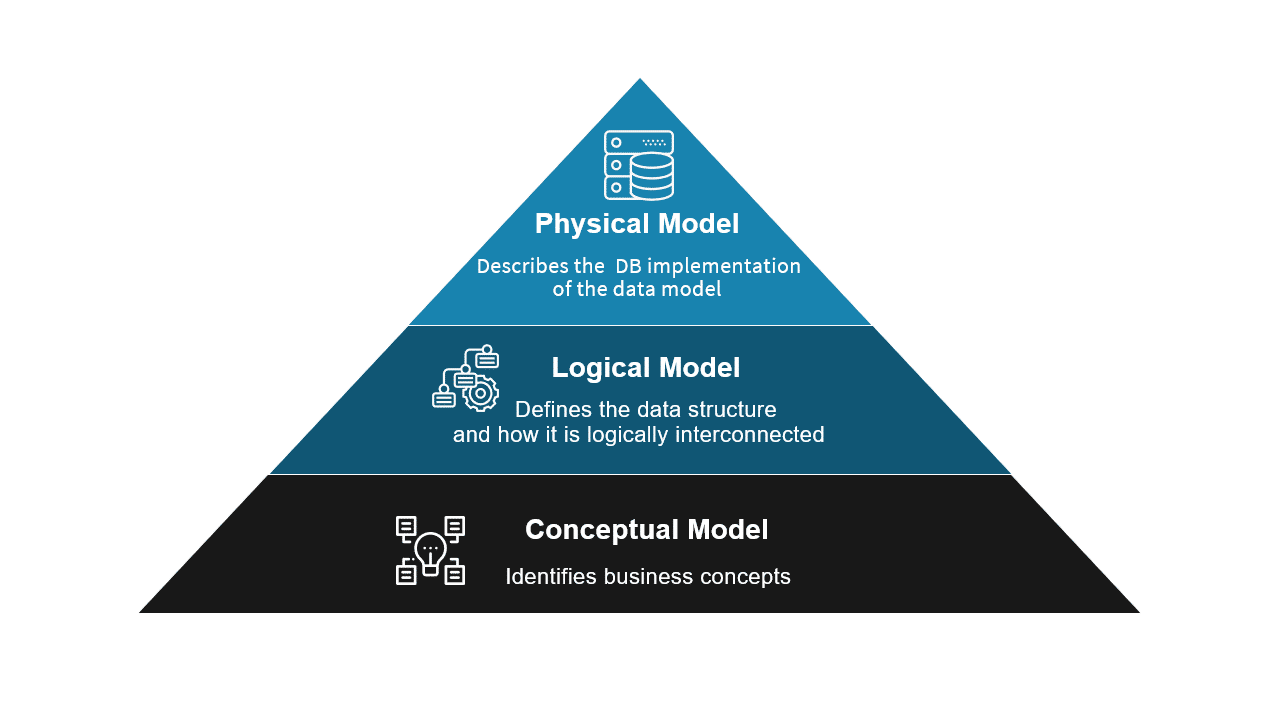 Physical Model
Describes the  DB implementation
of the data model
Logical Model
Defines the data structure
and how it is logically interconnected
Conceptual Model
Identifies business concepts